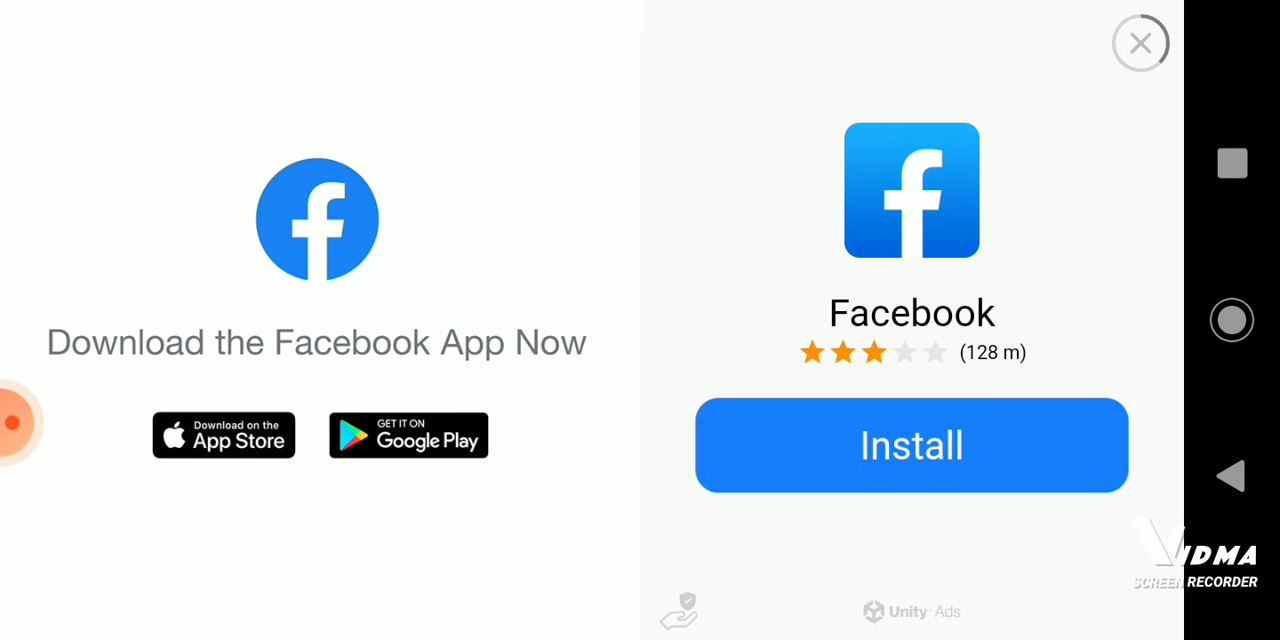 Download the Facebook App Now
Download on the
App Store
GET IT ON
Google Play
Facebook
(128 m)
Install
Unity Ads
VIDMA
SCREEN RECORDER